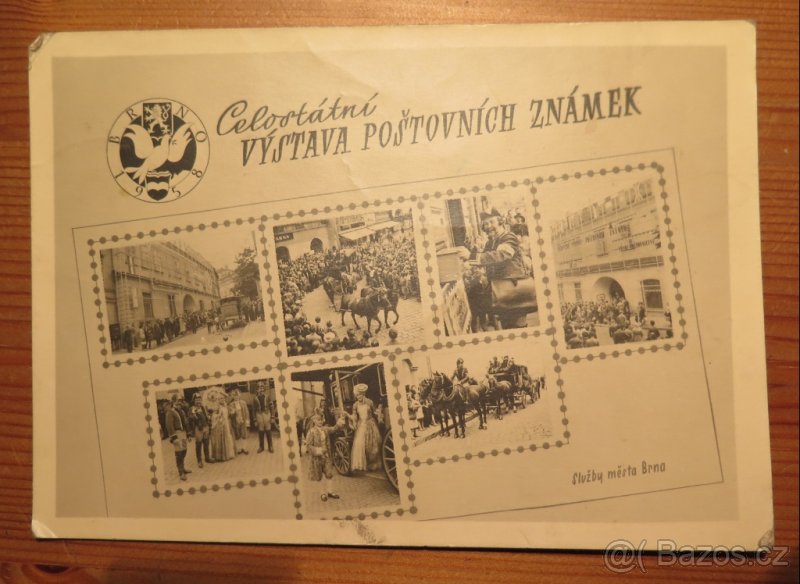 BRNO
1958
Celostátní
VÝSTAVA POŠTOVNÍCH ZNÁMEK
Služby města Brna
@( Bazos.cz